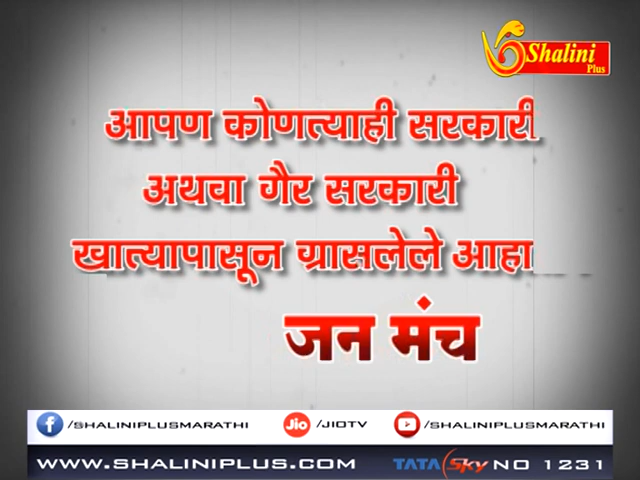 Shalini
Plus
आपण कोणत्याही सरकारी
अथवा गैर सरकारी
खात्यापासून ग्रासलेले आहा
जन मंच
/SHALINIPLUSMARATHI
Jio /JIOTV
/SHALINIPLUSMARATHI
WWW.SHALINIPLUS.COM
TATA Sky NO 1231